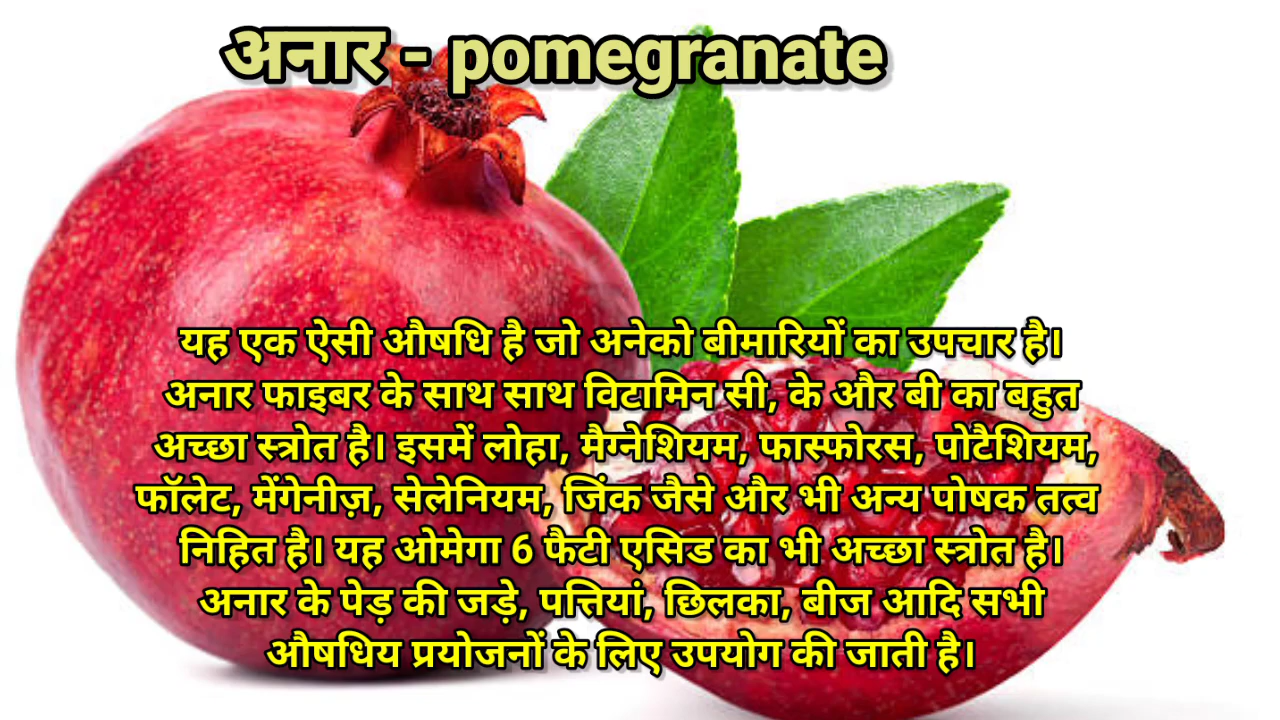 अनार - pomegranate
यह एक ऐसी औषधि है जो अनेको बीमारियों का उपचार है।
अनार फाइबर के साथ साथ विटामिन सी, के और बी का बहुत
अच्छा स्त्रोत है। इसमें लोहा, मैग्नेशियम, फास्फोरस, पोटैशियम,
फॉलेट, मेंगेनीज़, सेलेनियम, जिंक जैसे और भी अन्य पोषक तत्व
निहित है। यह ओमेगा 6 फैटी एसिड का भी अच्छा स्त्रोत है।
अनार के पेड़ की जड़े, पत्तियां, छिलका, बीज आदि सभी
औषधिय प्रयोजनों के लिए उपयोग की जाती है।